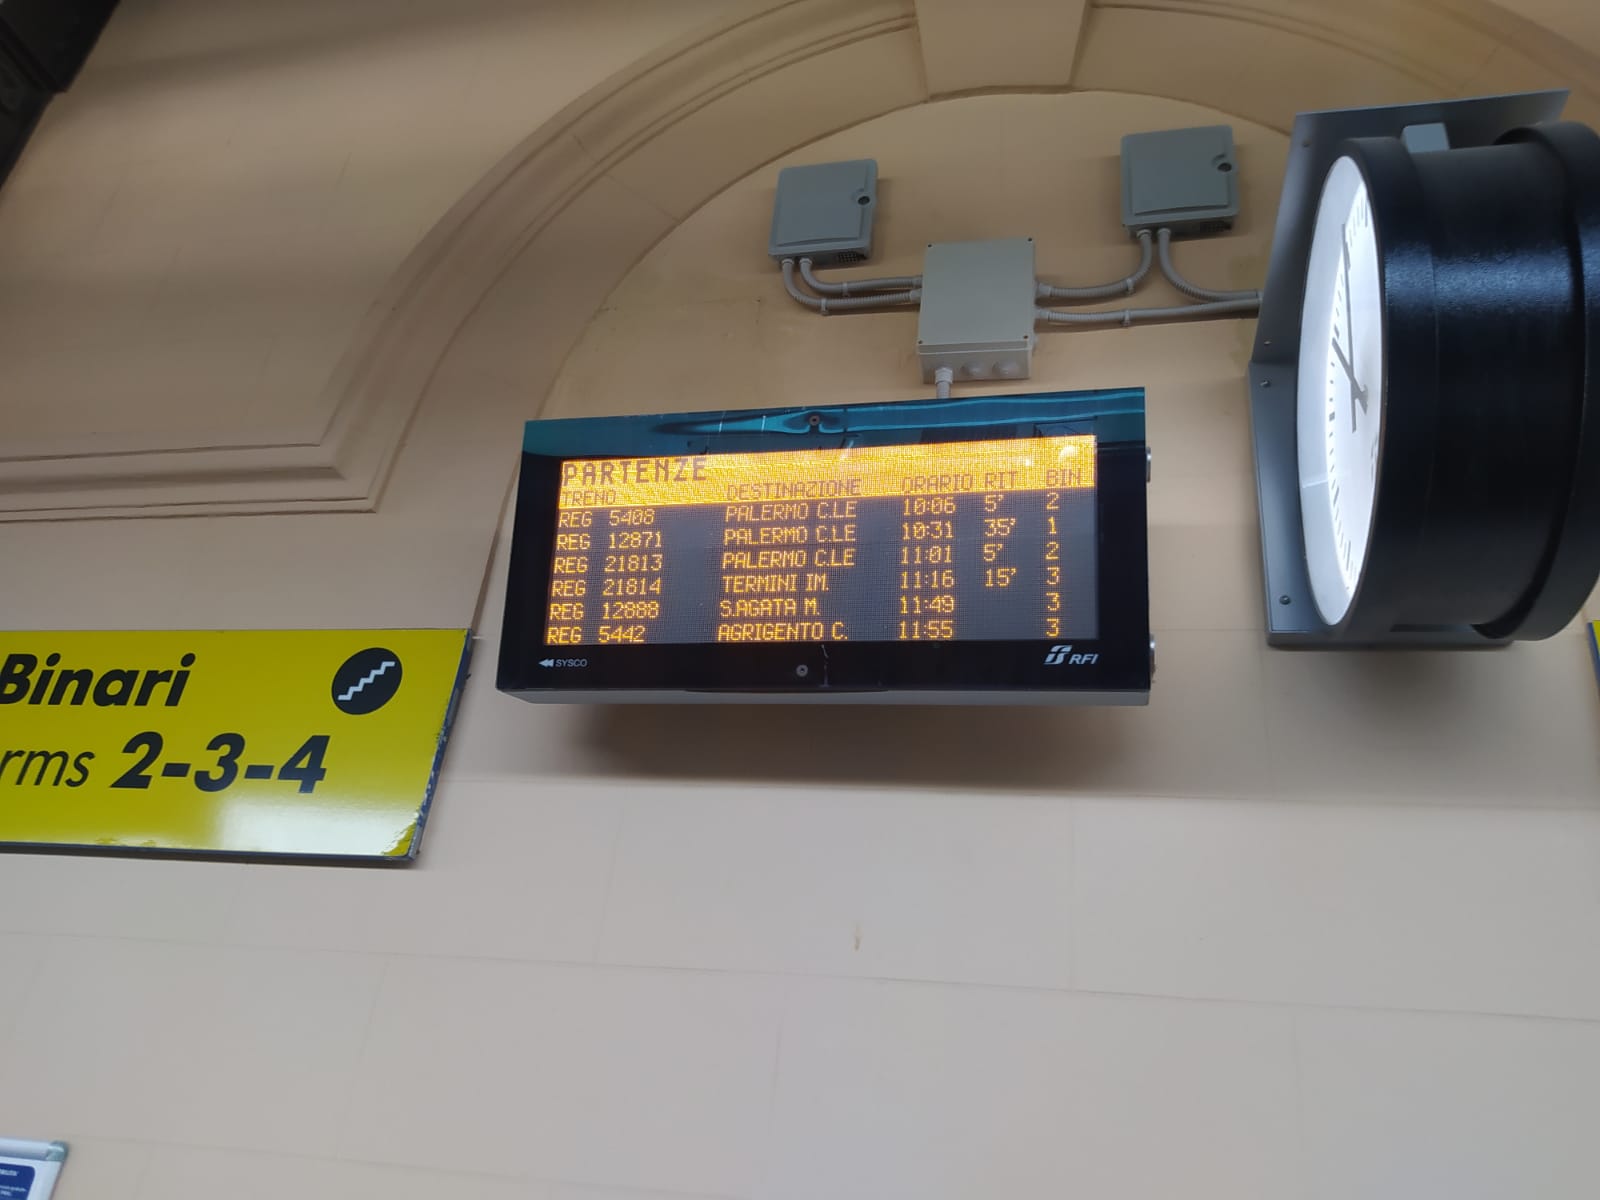 PARTENZE
TRENO DESTINAZIONE ORARIO RIT BIN
REG 5408 PALERMO C.LE 10:06 5' 2
REG 12871 PALERMO C.LE 10:31 35' 1
REG 21813 PALERMO C.LE 11:01 5' 2
REG 21814 TERMINI IM. 11:16 15' 3
REG 12888 S.AGATA M. 11:49 3
REG 5442 AGRIGENTO C. 11:55 3
SYSCO
RFI
Binari
rms 2-3-4